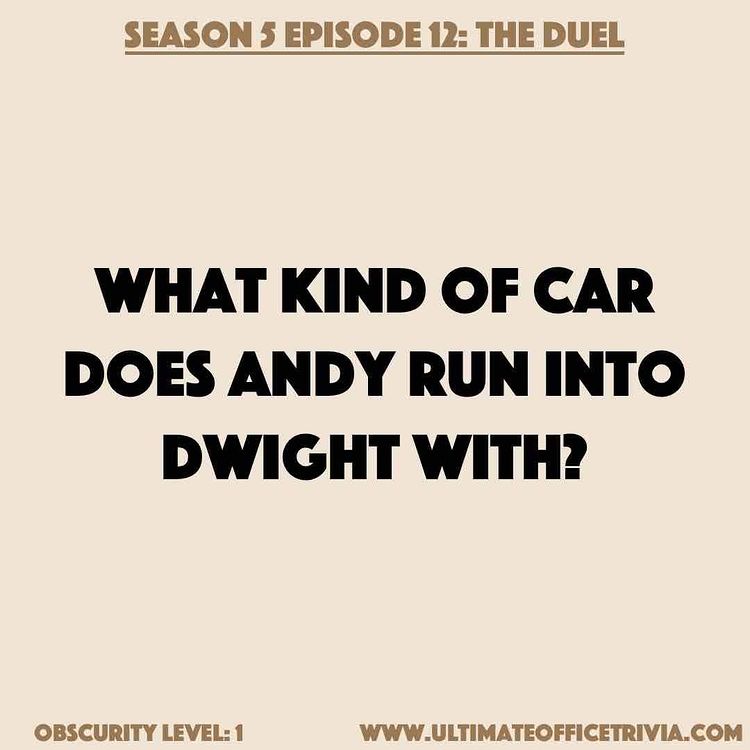 SEASON 5 EPISODE 12: THE DUEL
WHAT KIND OF CAR
DOES ANDY RUN INTO
DWIGHT WITH?
OBSCURITY LEVEL: 1
WWW.ULTIMATEOFFICETRIVIA.COM